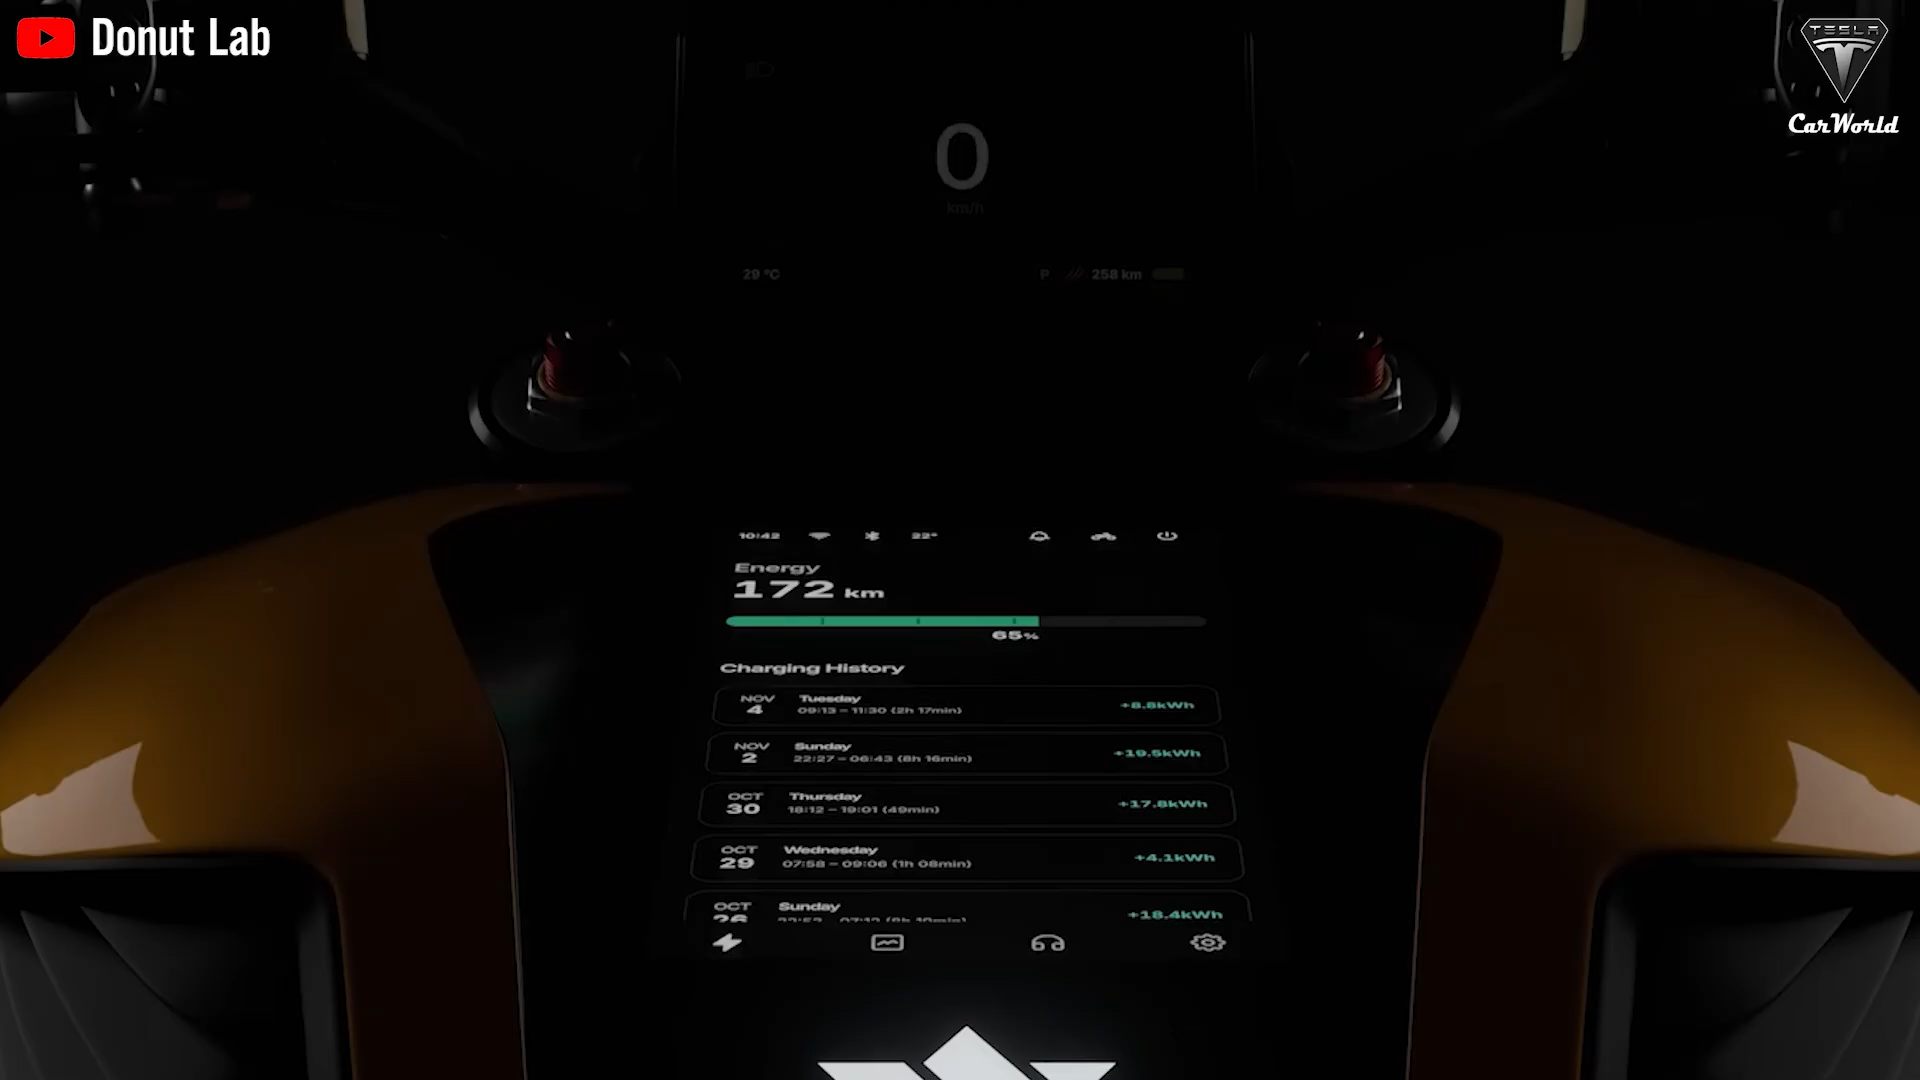 Donut Lab
TESLA
CarWorld
0
km/h
29 °C
P
258 km
10:42
22°
Energy
172 km
65%
Charging History
NOV
4
Tuesday
09:13 – 11:30 (2h 17min)
+8.8kWh
NOV
2
Sunday
22:27 – 06:43 (8h 16min)
+19.5kWh
OCT
30
Thursday
18:12 – 19:01 (49min)
+17.8kWh
OCT
29
Wednesday
07:58 – 09:06 (1h 08min)
+4.1kWh
OCT
26
Sunday
+18.4kWh